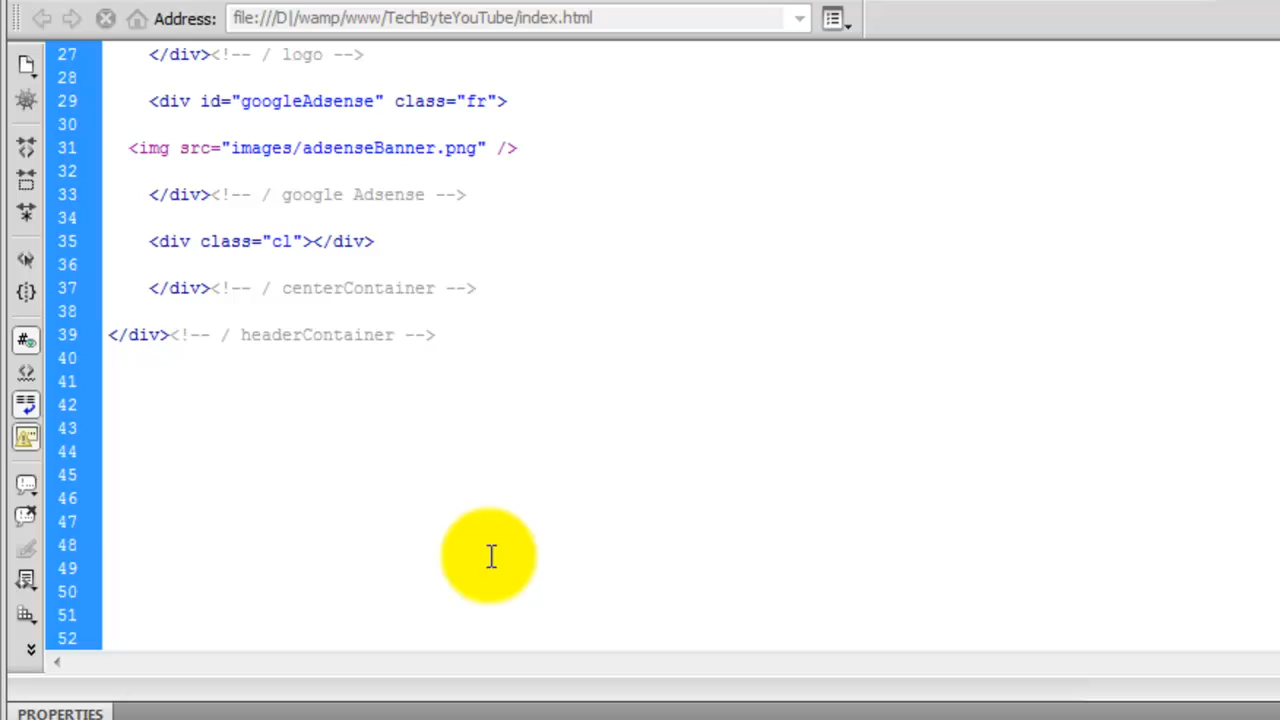 Address: file:///D|/wamp/www/TechByteYouTube/index.html
27 </div><!-- / logo -->
28
29 <div id="googleAdsense" class="fr">
30
31 <img src="images/adsenseBanner.png" />
32
33 </div><!-- / google Adsense -->
34
35 <div class="cl"></div>
36
37 </div><!-- / centerContainer -->
38
39 </div><!-- / headerContainer -->
40
41
42
43
44
45
46
47
48
49
50
51
52
PROPERTIES